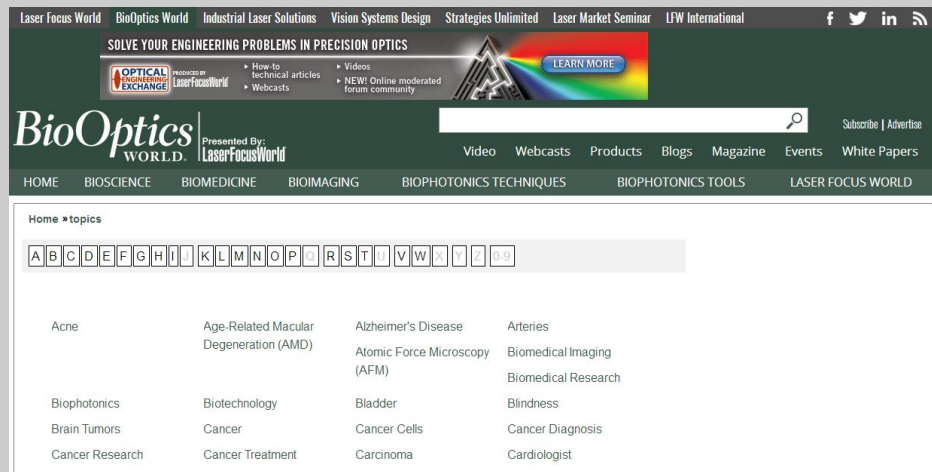 Laser Focus World BioOptics World Industrial Laser Solutions Vision Systems Design Strategies Unlimited Laser Market Seminar LFW International
SOLVE YOUR ENGINEERING PROBLEMS IN PRECISION OPTICS
OPTICAL ENGINEERING EXCHANGE
PRODUCED BY LaserFocusWorld
How-to technical articles
Webcasts
Videos
NEW! Online moderated forum community
LEARN MORE
BioOptics WORLD.
Presented By:
LaserFocusWorld
Subscribe | Advertise
Video Webcasts Products Blogs Magazine Events White Papers
HOME BIOSCIENCE BIOMEDICINE BIOIMAGING BIOPHOTONICS TECHNIQUES BIOPHOTONICS TOOLS LASER FOCUS WORLD
Home » topics
A B C D E F G H I J K L M N O P Q R S T U V W X Y Z 0-9
Acne
Age-Related Macular Degeneration (AMD)
Alzheimer's Disease
Arteries
Atomic Force Microscopy (AFM)
Biomedical Imaging
Biomedical Research
Biophotonics Biotechnology Bladder Blindness
Brain Tumors Cancer Cancer Cells Cancer Diagnosis
Cancer Research Cancer Treatment Carcinoma Cardiologist